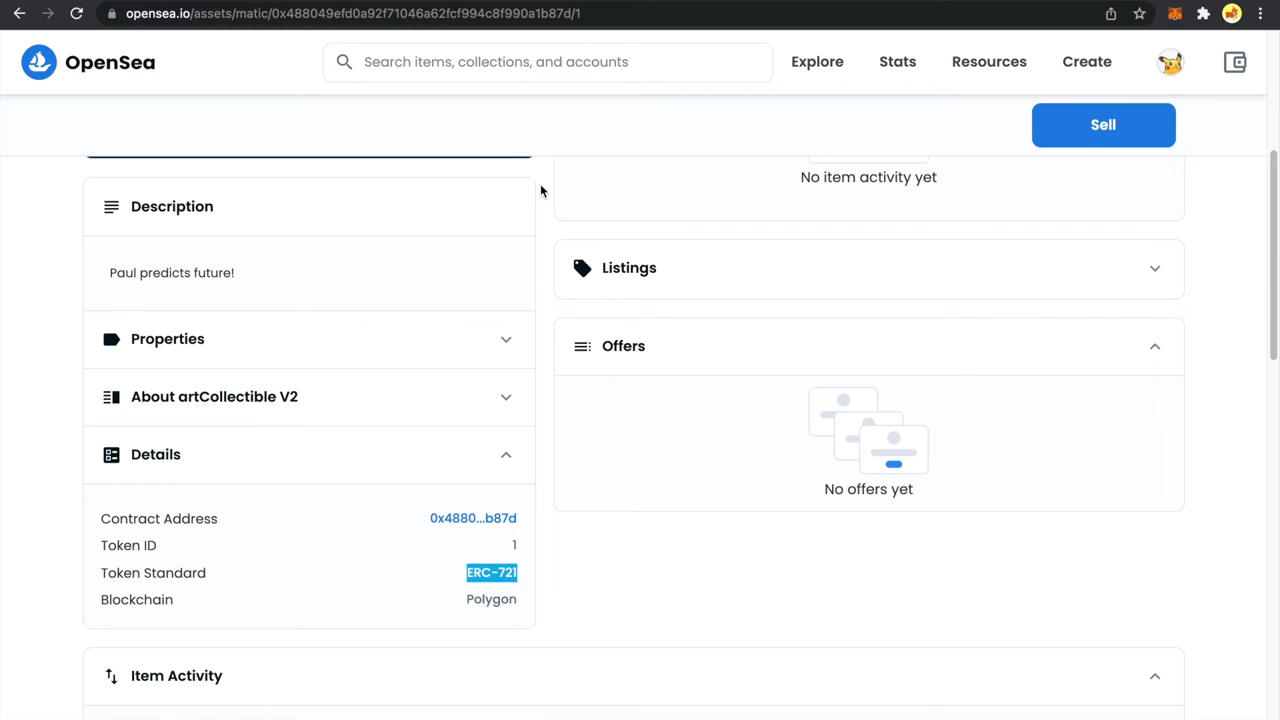 opensea.io/assets/matic/0x488049efd0a92f71046a62fcf994c8f990a1b87d/1
OpenSea
Search items, collections, and accounts
Explore
Stats
Resources
Create
Sell
Description
Paul predicts future!
Properties
About artCollectible V2
Details
Contract Address 0x4880...b87d
Token ID 1
Token Standard ERC-721
Blockchain Polygon
No item activity yet
Listings
Offers
No offers yet
Item Activity